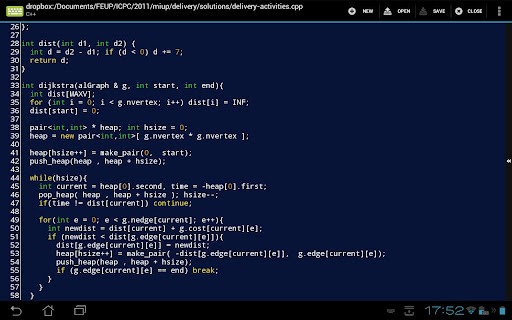 dropbox:/Documents/FEUP/ICPC/2011/miup/delivery/solutions/delivery-activities.cpp
C++
NEW OPEN SAVE CLOSE
26 };
27
28 int dist(int d1, int d2) {
29   int d = d2 - d1; if (d < 0) d += 7;
30   return d;
31 }
32
33 int dijkstra(alGraph & g, int start, int end){
34   int dist[MAXV];
35   for (int i = 0; i < g.nvertex; i++) dist[i] = INF;
36   dist[start] = 0;
37
38   pair<int,int> * heap; int hsize = 0;
39   heap = new pair<int,int>[ g.nvertex * g.nvertex ];
40
41   heap[hsize++] = make_pair(0,  start);
42   push_heap(heap , heap + hsize);
43
44   while(hsize){
45     int current = heap[0].second, time = -heap[0].first;
46     pop_heap( heap , heap + hsize ); hsize--;
47     if(time != dist[current]) continue;
48
49     for(int e = 0; e < g.nedge[current]; e++){
50       int newdist = dist[current] + g.cost[current][e];
51       if (newdist < dist[g.edge[current][e]]){
52         dist[g.edge[current][e]] = newdist;
53         heap[hsize++] = make_pair( -dist[g.edge[current][e]],  g.edge[current][e]);
54         push_heap(heap , heap + hsize);
55         if (g.edge[current][e] == end) break;
56       }
57     }
58   }
17:52